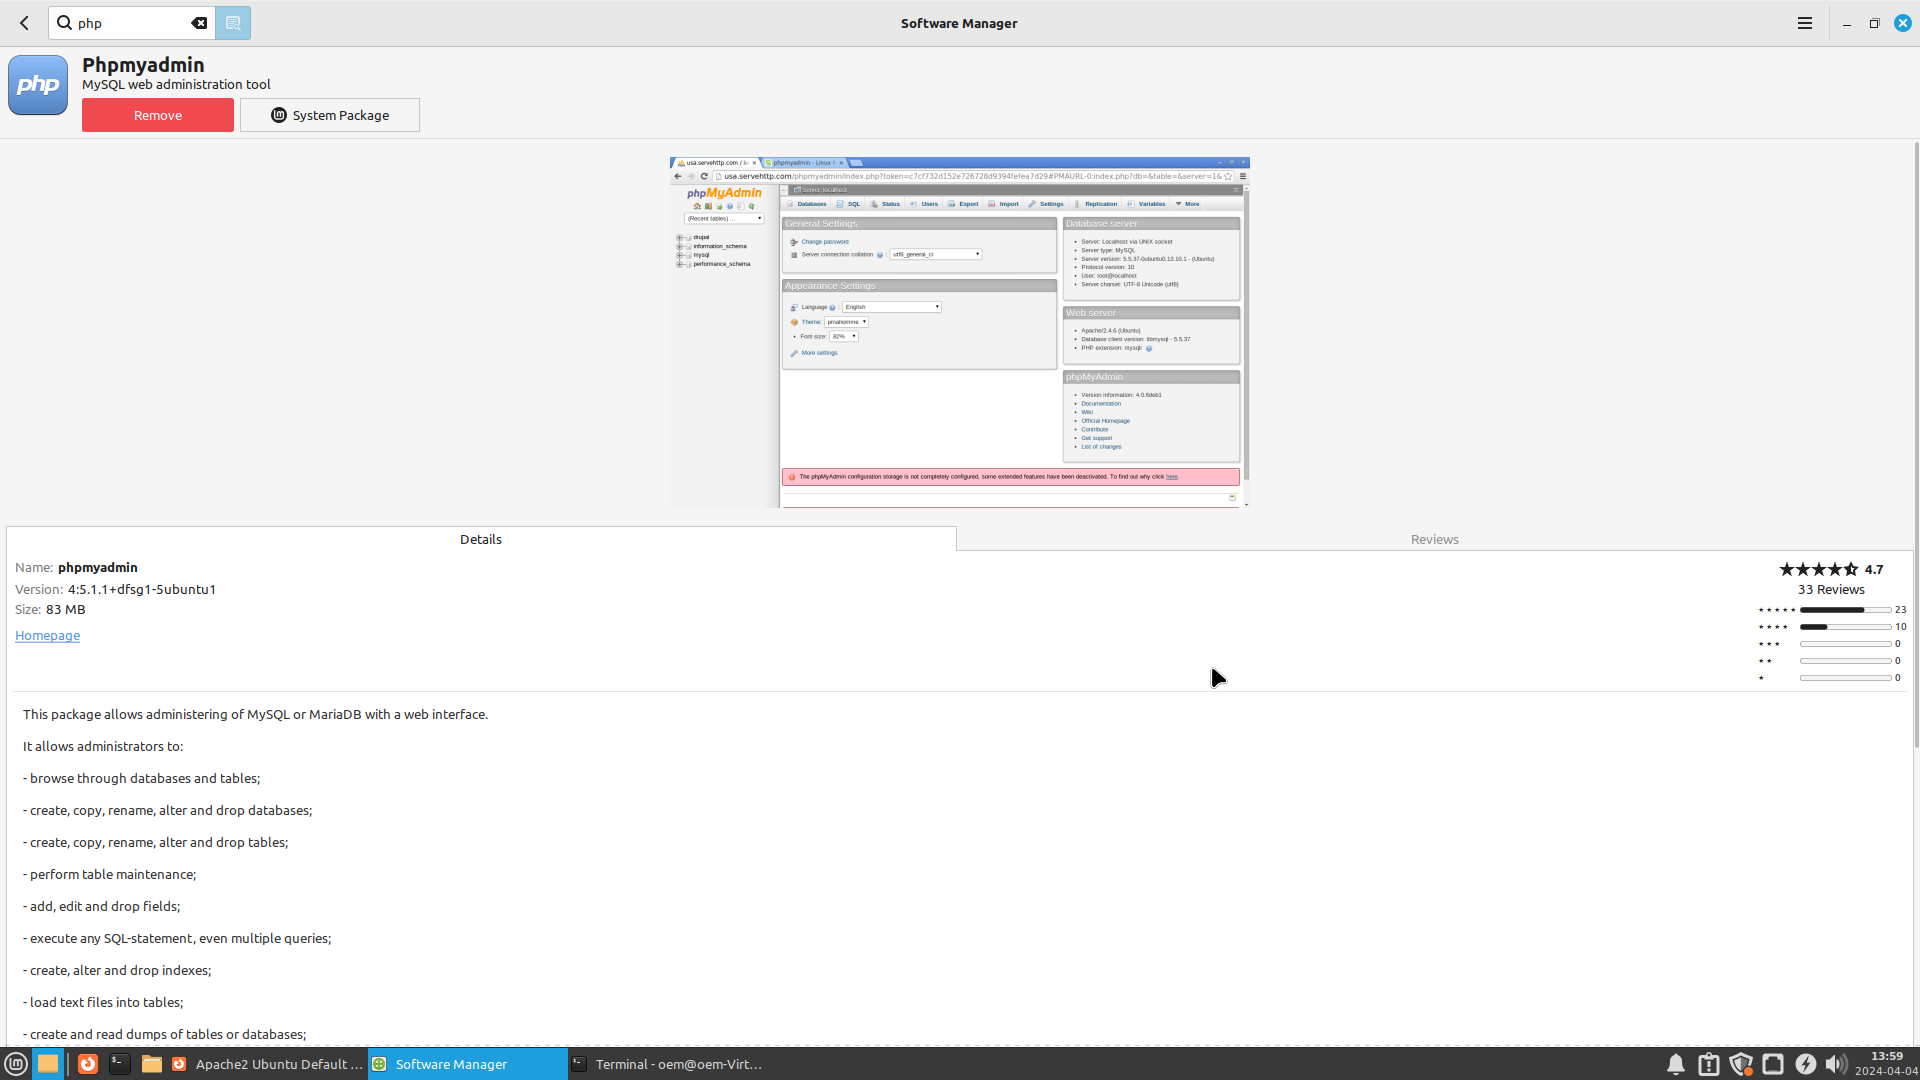 php
Software Manager
php
Phpmyadmin
MySQL web administration tool
Remove
System Package
usa.servehttp.com / lo
phpmyadmin - Linux
usa.servehttp.com/phpmyadmin/index.php?token=c7cf732d152e726728d9394fefea7d29#PMAURL-0:index.php?db=&table=&server=1&
phpMyAdmin
(Recent tables) ...
drupal
information_schema
mysql
performance_schema
Server: localhost
Databases
SQL
Status
Users
Export
Import
Settings
Replication
Variables
More
General Settings
Change password
Server connection collation
:
utf8_general_ci
Appearance Settings
Language
:
English
Theme:
pmahomme
Font size:
82%
More settings
Database server
Server: Localhost via UNIX socket
Server type: MySQL
Server version: 5.5.37-0ubuntu0.13.10.1 - (Ubuntu)
Protocol version: 10
User: root@localhost
Server charset: UTF-8 Unicode (utf8)
Web server
Apache/2.4.6 (Ubuntu)
Database client version: libmysql - 5.5.37
PHP extension: mysqli
phpMyAdmin
Version information: 4.0.6deb1
Documentation
Wiki
Official Homepage
Contribute
Get support
List of changes
The phpMyAdmin configuration storage is not completely configured, some extended features have been deactivated. To find out why click here.
Details
Reviews
Name: phpmyadmin
Version: 4:5.1.1+dfsg1-5ubuntu1
Size: 83 MB
Homepage
4.7
33 Reviews
23
10
0
0
0
This package allows administering of MySQL or MariaDB with a web interface.
It allows administrators to:
- browse through databases and tables;
- create, copy, rename, alter and drop databases;
- create, copy, rename, alter and drop tables;
- perform table maintenance;
- add, edit and drop fields;
- execute any SQL-statement, even multiple queries;
- create, alter and drop indexes;
- load text files into tables;
- create and read dumps of tables or databases;
Apache2 Ubuntu Default ...
Software Manager
Terminal - oem@oem-Virt...
13:59
2024-04-04